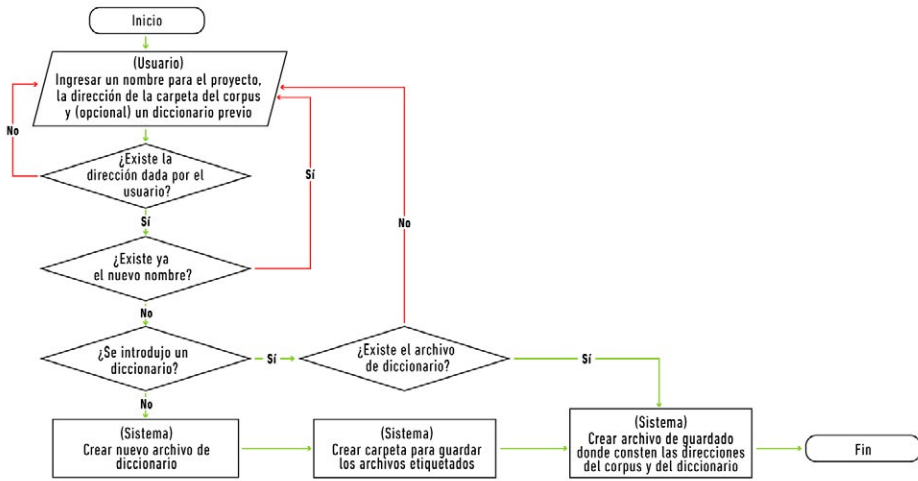 Inicio
(Usuario)
Ingresar un nombre para el proyecto,
la dirección de la carpeta del corpus
y (opcional) un diccionario previo
No
¿Existe la
dirección dada por el
usuario?
Sí
Sí
No
¿Existe ya
el nuevo nombre?
No
¿Se introdujo un
diccionario?
Sí
¿Existe el archivo
de diccionario?
Sí
No
(Sistema)
Crear nuevo archivo de
diccionario
(Sistema)
Crear carpeta para guardar
los archivos etiquetados
(Sistema)
Crear archivo de guardado
donde consten las direcciones
del corpus y del diccionario
Fin